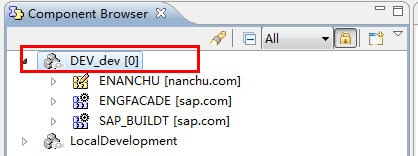 Component Browser
All
DEV_dev [0]
ENANCHU [nanchu.com]
ENGFACADE [sap.com]
SAP_BUILDT [sap.com]
LocalDevelopment